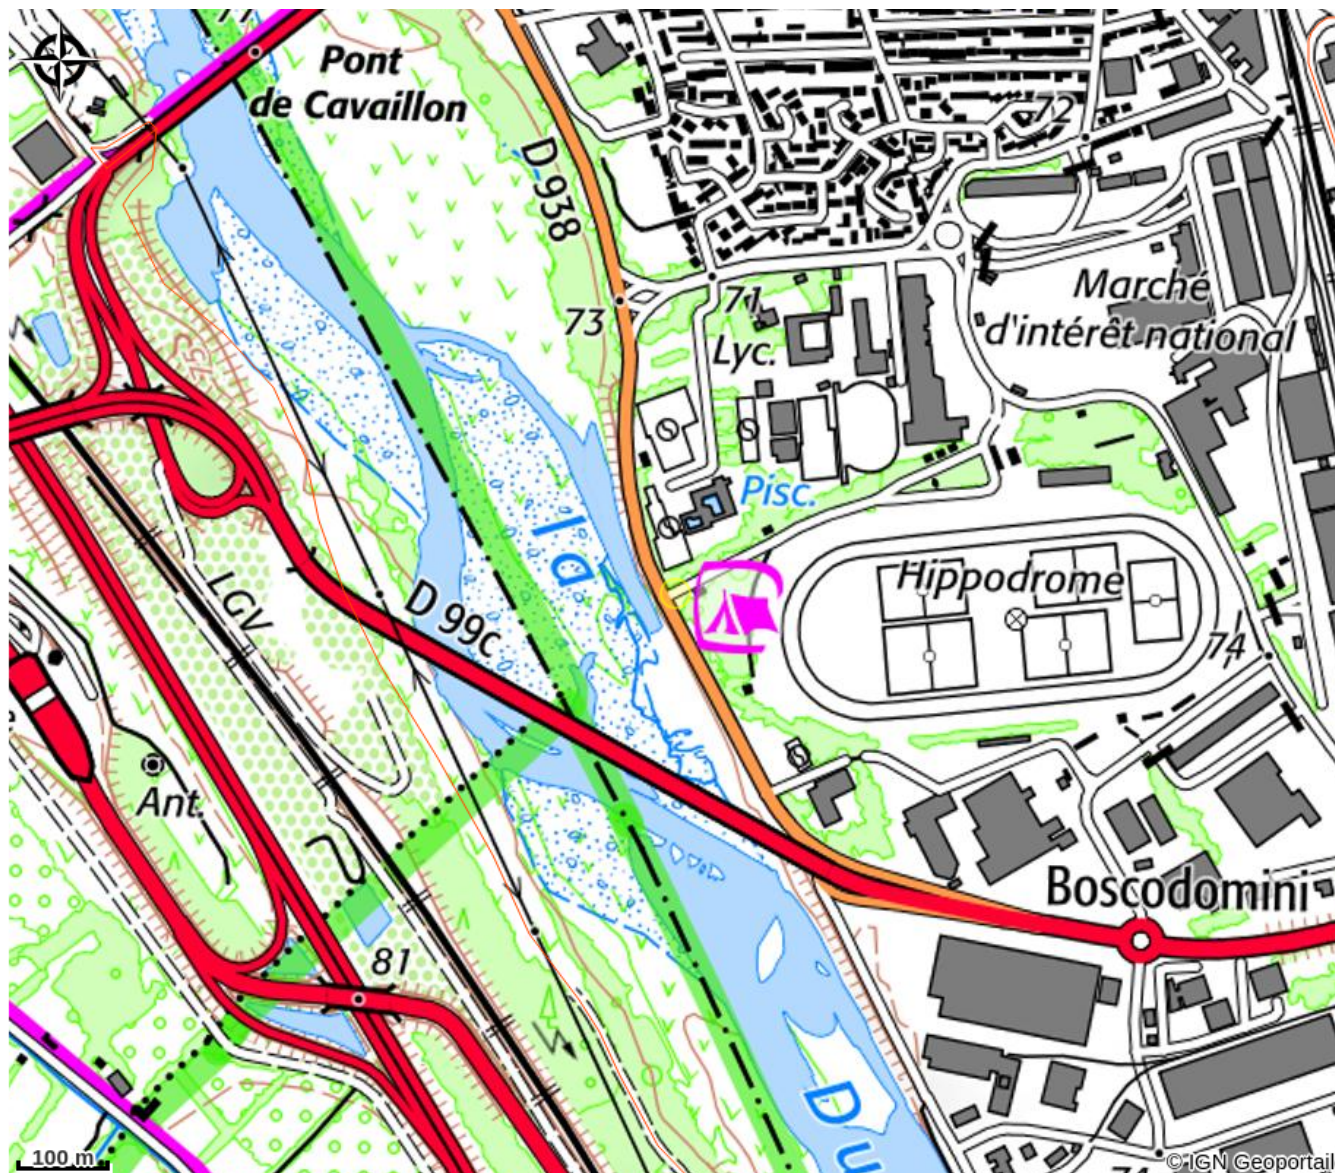 77
Pont
de Cavaillon
D 938
72
73
71
Lyc.
Marché
d'intérêt national
Pisc.
Hippodrome
la
LGV
D 99c
74
Ant.
Boscodomini
81
Du
100 m
© IGN Geoportail